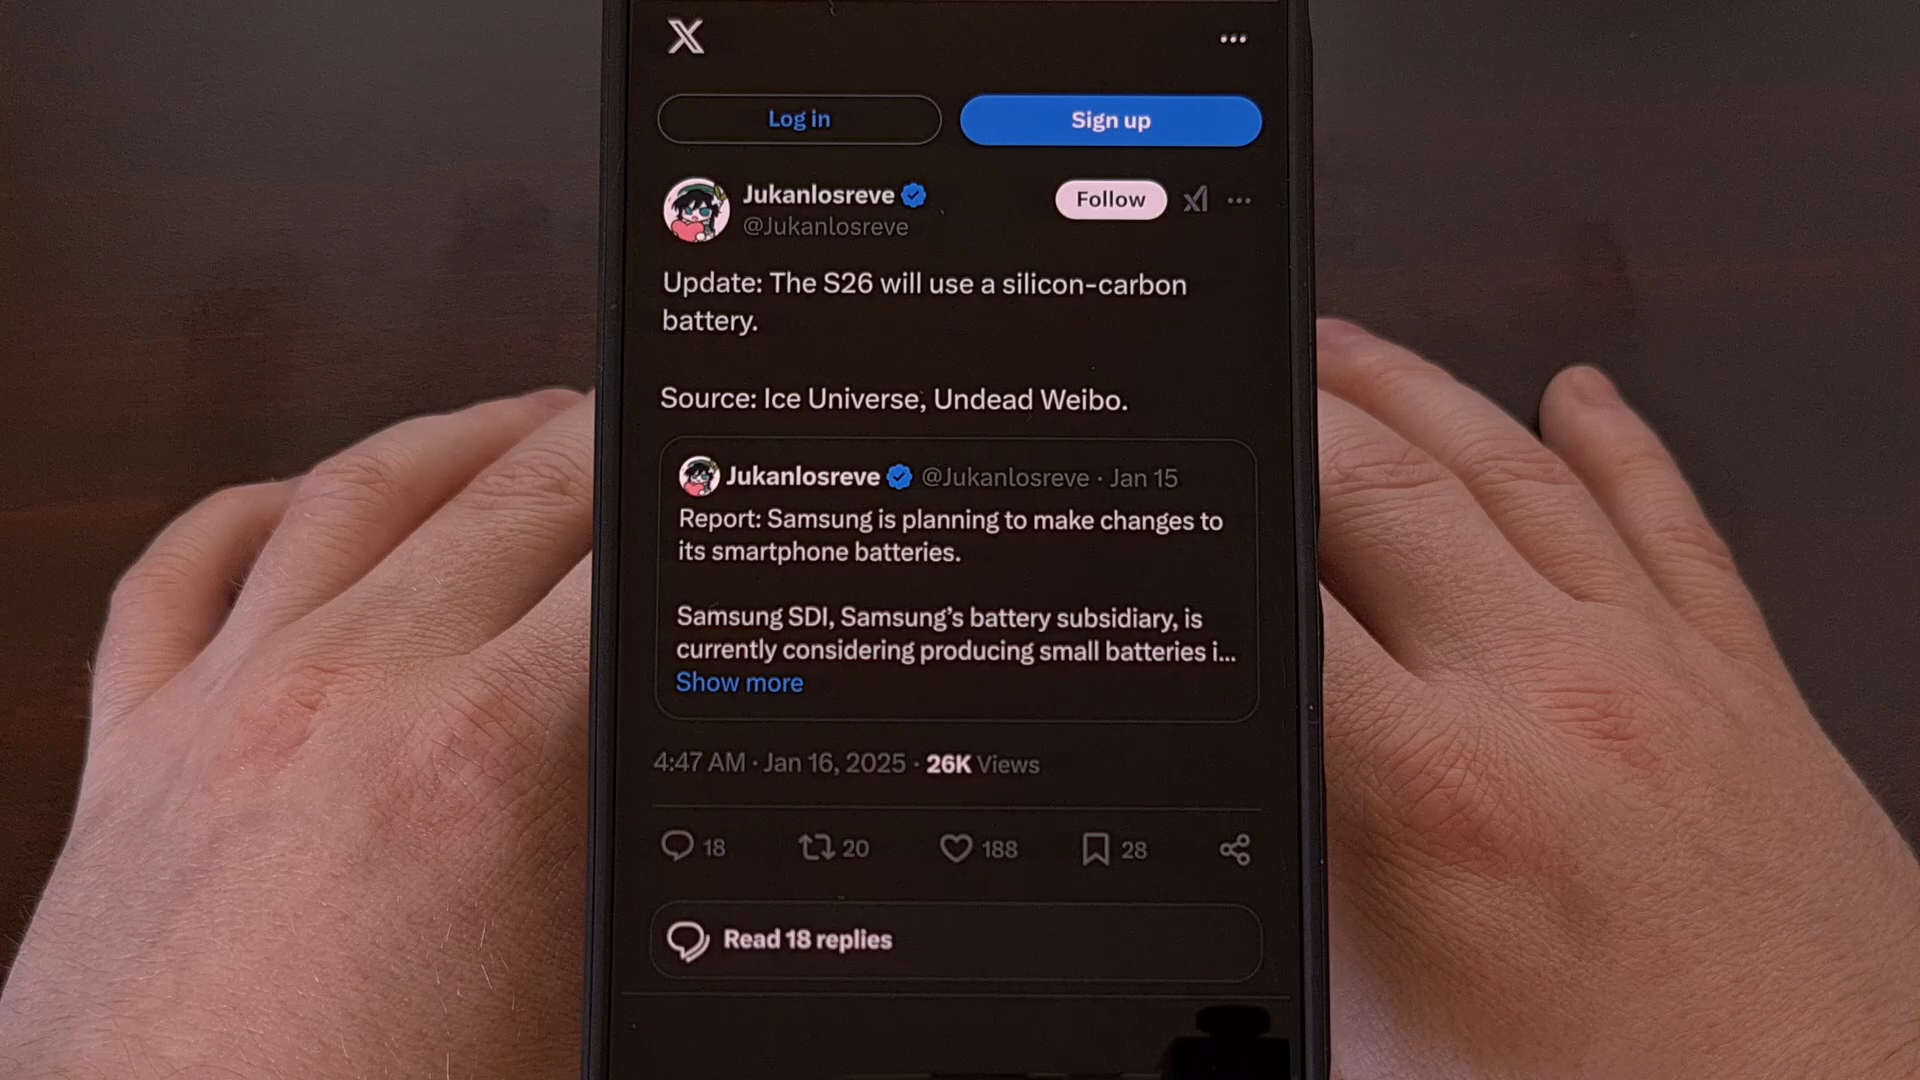 Log in
Sign up
Jukanlosreve
@Jukanlosreve
Follow
Update: The S26 will use a silicon-carbon
battery.
Source: Ice Universe, Undead Weibo.
Jukanlosreve @Jukanlosreve · Jan 15
Report: Samsung is planning to make changes to
its smartphone batteries.
Samsung SDI, Samsung’s battery subsidiary, is
currently considering producing small batteries i...
Show more
4:47 AM · Jan 16, 2025 · 26K Views
18 20 188 28
Read 18 replies